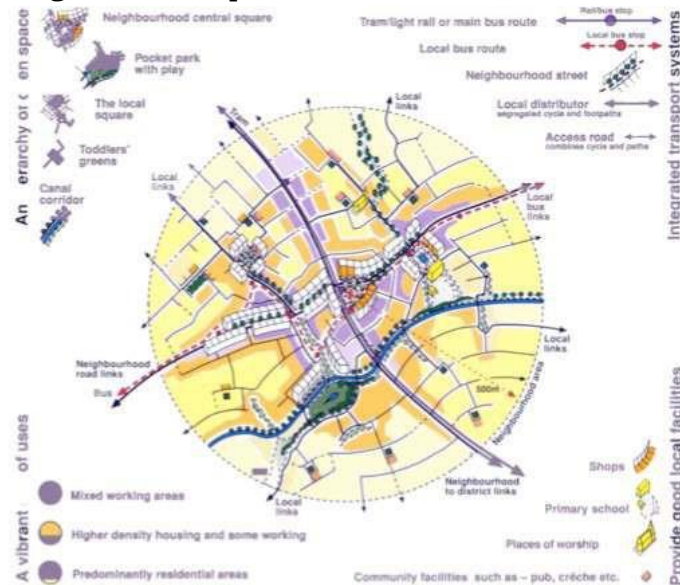 Neighbourhood central square
Pocket park
with play
The local
square
Toddlers'
greens
Canal
corridor
en space
An
Tram/light rail or main bus route
Rail/bus stop
Local bus route
Local bus stop
Neighbourhood street
Local distributor
segregated cycle and footpaths
Access road
combines cycle and paths
Integrated transport systems
Tram
Local
links
Local
links
Local
bus
links
Local
links
500m
Neighbourhood area
Neighbourhood
road links
Bus
Local
links
Neighbourhood
to district links
A vibrant
of uses
Mixed working areas
Higher density housing and some working
Predominantly residential areas
Shops
Primary school
Places of worship
Community facilities such as – pub, créche etc.
Provide good local facilities